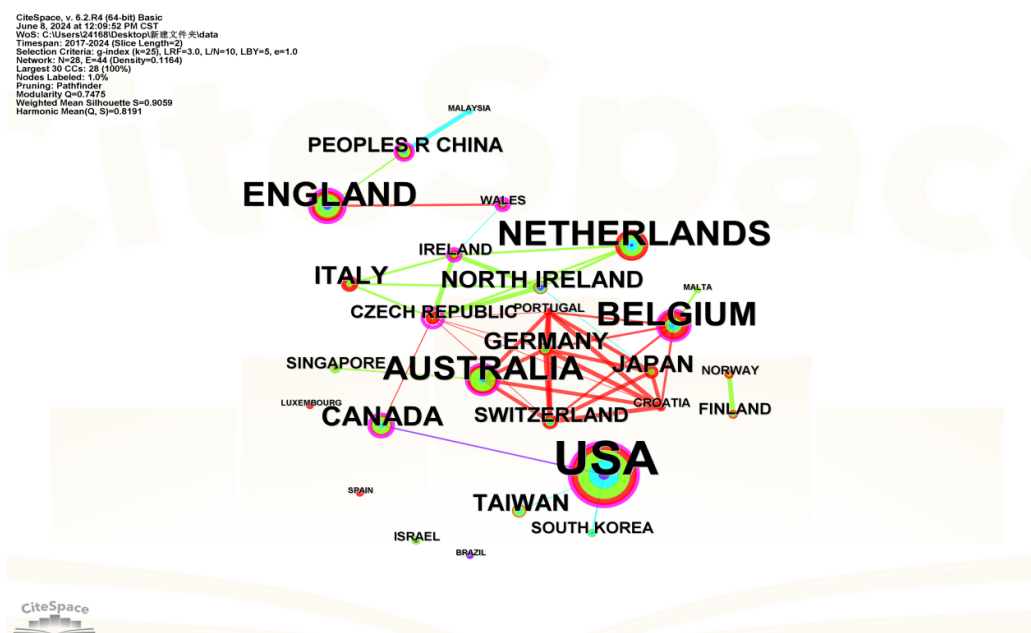 CiteSpace, v. 6.2.R4 (64-bit) Basic
June 8, 2024 at 12:09:52 PM CST
WoS: C:\Users\24168\Desktop\新建文件夹\data
Timespan: 2017-2024 (Slice Length=2)
Selection Criteria: g-index (k=25), LRF=3.0, L/N=10, LBY=5, e=1.0
Network: N=28, E=44 (Density=0.1164)
Largest 30 CCs: 28 (100%)
Nodes Labeled: 1.0%
Pruning: Pathfinder
Modularity Q=0.7475
Weighted Mean Silhouette S=0.9059
Harmonic Mean(Q, S)=0.8191
MALAYSIA
PEOPLES R CHINA
ENGLAND
WALES
NETHERLANDS
IRELAND
ITALY
NORTH IRELAND
MALTA
CZECH REPUBLIC
PORTUGAL
BELGIUM
GERMANY
SINGAPORE
AUSTRALIA
JAPAN
NORWAY
LUXEMBOURG
CROATIA
FINLAND
CANADA
SWITZERLAND
USA
SPAIN
TAIWAN
SOUTH KOREA
ISRAEL
BRAZIL
CiteSpace
CiteSpac